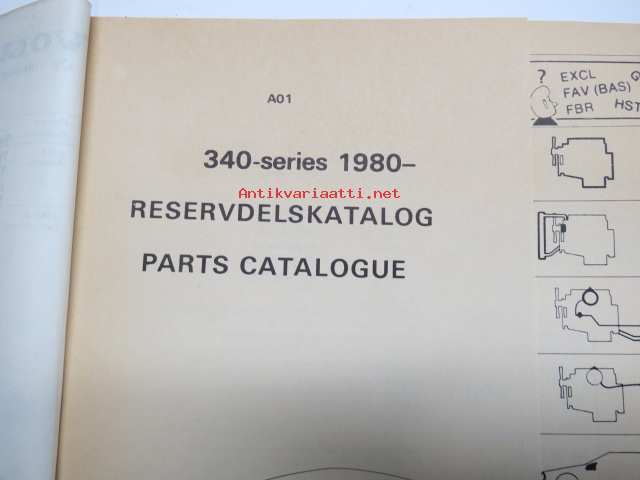 A01
340-series 1980–
Antikvariaatti.net
RESERVDELSKATALOG
PARTS CATALOGUE
? EXCL
FAV (BAS)
FBR HST